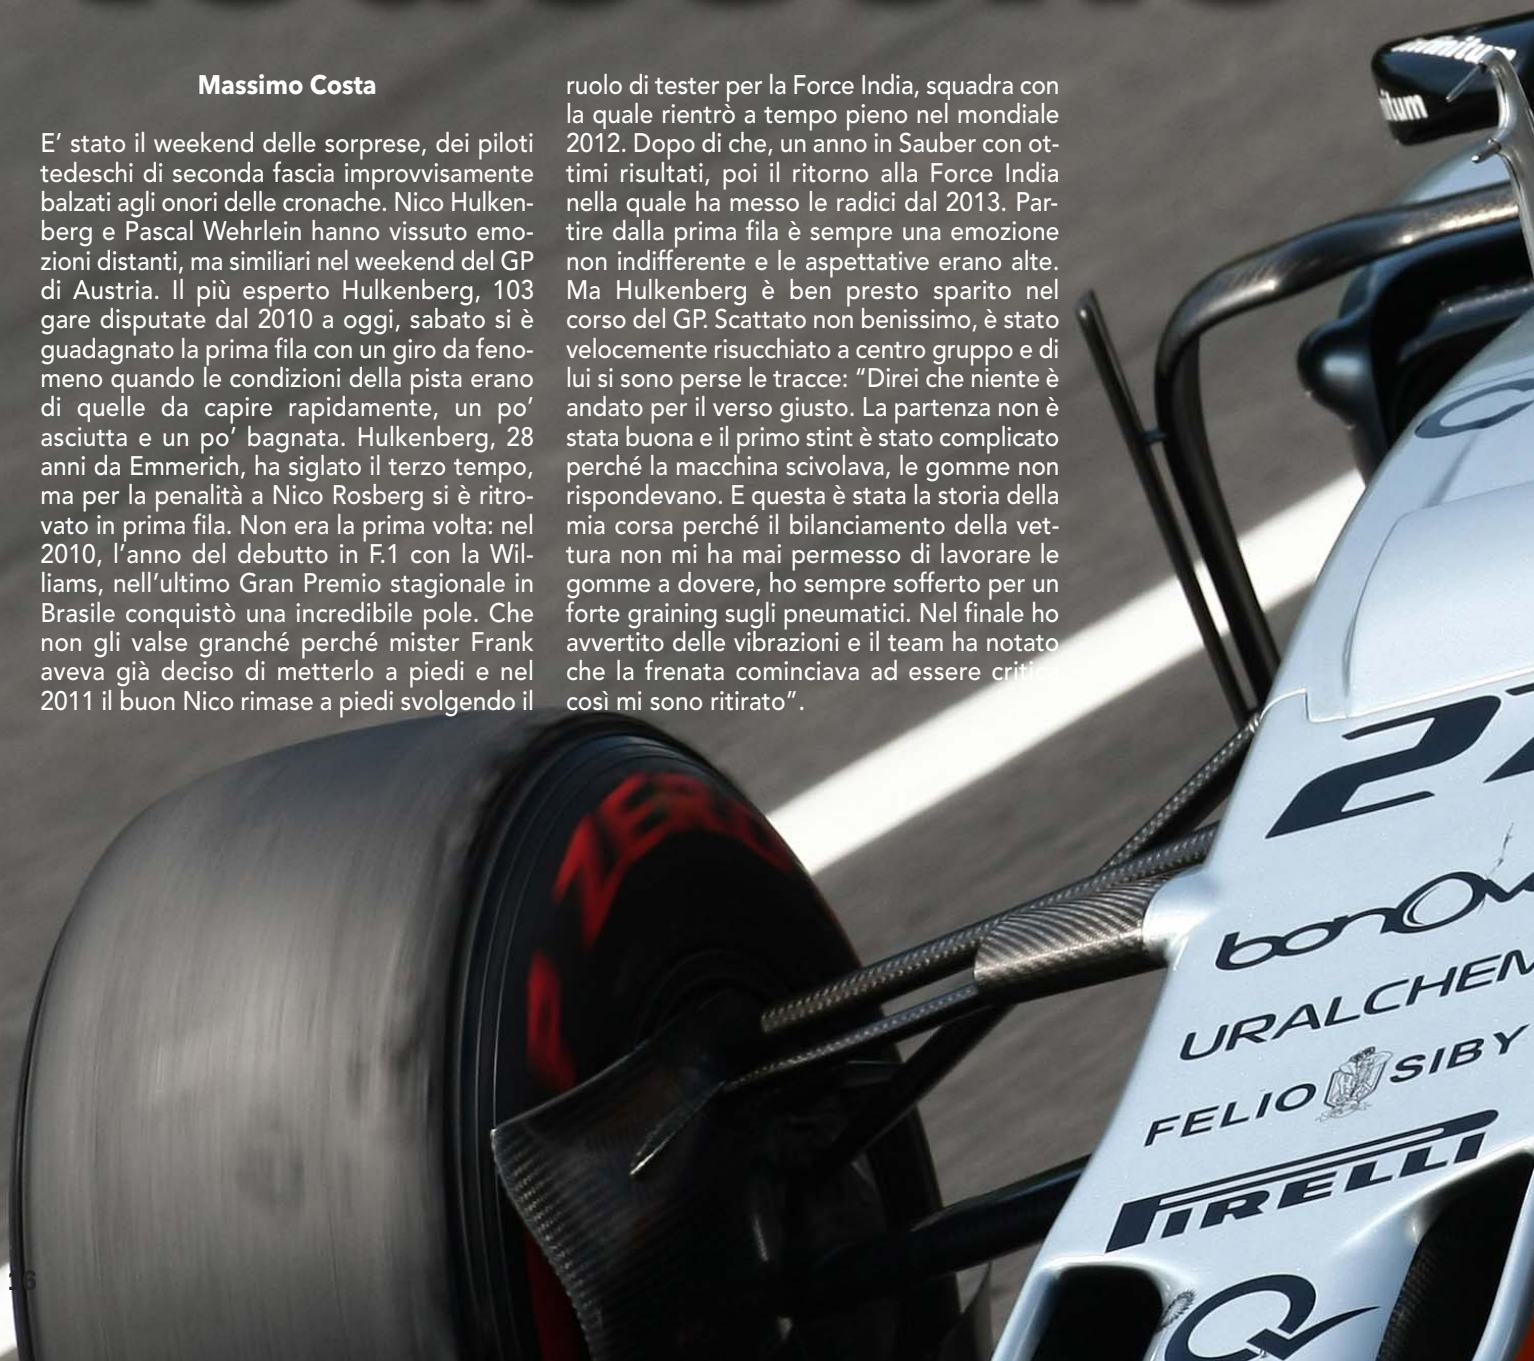 Massimo Costa
E’ stato il weekend delle sorprese, dei piloti
tedeschi di seconda fascia improvvisamente
balzati agli onori delle cronache. Nico Hulken-
berg e Pascal Wehrlein hanno vissuto emo-
zioni distanti, ma similiari nel weekend del GP
di Austria. Il più esperto Hulkenberg, 103
gare disputate dal 2010 a oggi, sabato si è
guadagnato la prima fila con un giro da feno-
meno quando le condizioni della pista erano
di quelle da capire rapidamente, un po’
asciutta e un po’ bagnata. Hulkenberg, 28
anni da Emmerich, ha siglato il terzo tempo,
ma per la penalità a Nico Rosberg si è ritro-
vato in prima fila. Non era la prima volta: nel
2010, l’anno del debutto in F.1 con la Wil-
liams, nell’ultimo Gran Premio stagionale in
Brasile conquistò una incredibile pole. Che
non gli valse granché perché mister Frank
aveva già deciso di metterlo a piedi e nel
2011 il buon Nico rimase a piedi svolgendo il
ruolo di tester per la Force India, squadra con
la quale rientrò a tempo pieno nel mondiale
2012. Dopo di che, un anno in Sauber con ot-
timi risultati, poi il ritorno alla Force India
nella quale ha messo le radici dal 2013. Par-
tire dalla prima fila è sempre una emozione
non indifferente e le aspettative erano alte.
Ma Hulkenberg è ben presto sparito nel
corso del GP. Scattato non benissimo, è stato
velocemente risucchiato a centro gruppo e di
lui si sono perse le tracce: “Direi che niente è
andato per il verso giusto. La partenza non è
stata buona e il primo stint è stato complicato
perché la macchina scivolava, le gomme non
rispondevano. E questa è stata la storia della
mia corsa perché il bilanciamento della vet-
tura non mi ha mai permesso di lavorare le
gomme a dovere, ho sempre sofferto per un
forte graining sugli pneumatici. Nel finale ho
avvertito delle vibrazioni e il team ha notato
che la frenata cominciava ad essere critica
così mi sono ritirato”.
ZERO
27
URALCHEM
FELIO SIBY
PIRELLI
16